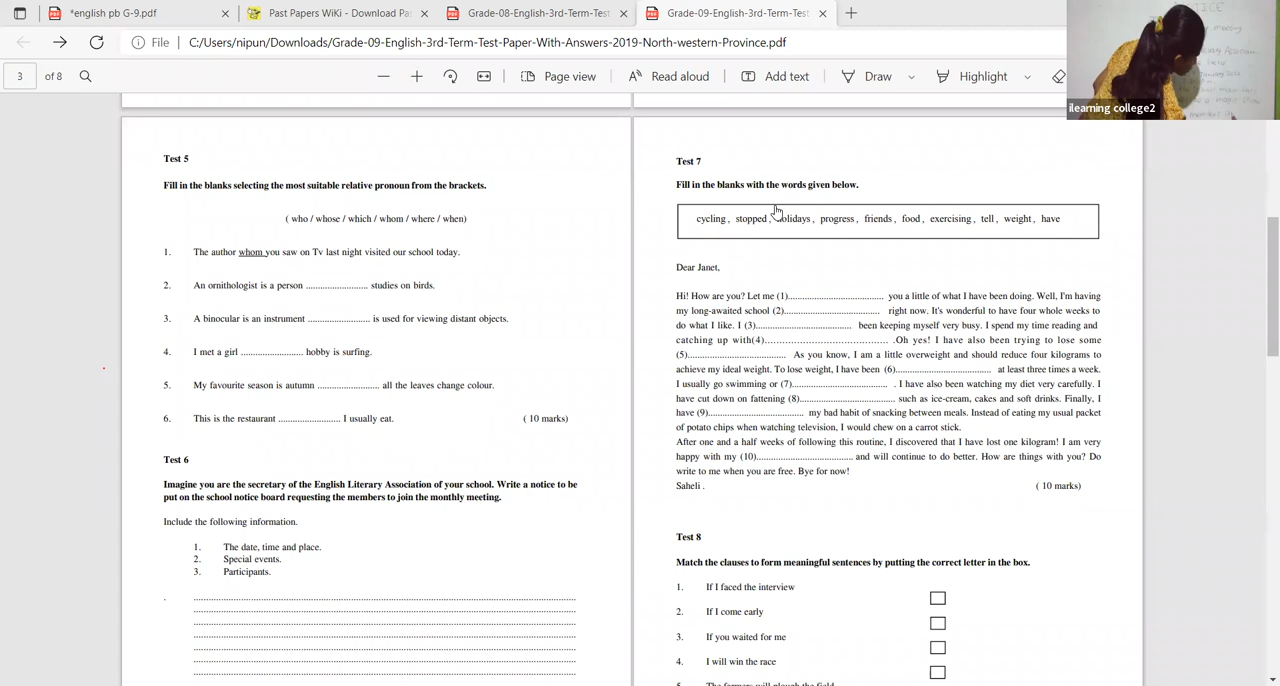 *english pb G-9.pdf
Past Papers WiKi - Download Pa
Grade-08-English-3rd-Term-Test
Grade-09-English-3rd-Term-Test
File
C:/Users/nipun/Downloads/Grade-09-English-3rd-Term-Test-Paper-With-Answers-2019-North-western-Province.pdf
3 of 8
Page view
Read aloud
Add text
Draw
Highlight
ilearning college2
Test 5
Fill in the blanks selecting the most suitable relative pronoun from the brackets.
( who / whose / which / whom / where / when)
1. The author whom you saw on Tv last night visited our school today.
2. An ornithologist is a person ......................... studies on birds.
3. A binocular is an instrument ......................... is used for viewing distant objects.
4. I met a girl ......................... hobby is surfing.
5. My favourite season is autumn ......................... all the leaves change colour.
6. This is the restaurant ......................... I usually eat. ( 10 marks)
Test 6
Imagine you are the secretary of the English Literary Association of your school. Write a notice to be
put on the school notice board requesting the members to join the monthly meeting.
Include the following information.
1. The date, time and place.
2. Special events.
3. Participants.
Test 7
Fill in the blanks with the words given below.
cycling , stopped , holidays , progress , friends , food , exercising , tell , weight , have
Dear Janet,
Hi! How are you? Let me (1)...................................... you a little of what I have been doing. Well, I'm having
my long-awaited school (2)...................................... right now. It's wonderful to have four whole weeks to
do what I like. I (3)...................................... been keeping myself very busy. I spend my time reading and
catching up with(4)............................................ .Oh yes! I have also been trying to lose some
(5)...................................... As you know, I am a little overweight and should reduce four kilograms to
achieve my ideal weight. To lose weight, I have been (6)...................................... at least three times a week.
I usually go swimming or (7)...................................... . I have also been watching my diet very carefully. I
have cut down on fattening (8)...................................... such as ice-cream, cakes and soft drinks. Finally, I
have (9)...................................... my bad habit of snacking between meals. Instead of eating my usual packet
of potato chips when watching television, I would chew on a carrot stick.
After one and a half weeks of following this routine, I discovered that I have lost one kilogram! I am very
happy with my (10)...................................... and will continue to do better. How are things with you? Do
write to me when you are free. Bye for now!
Saheli . ( 10 marks)
Test 8
Match the clauses to form meaningful sentences by putting the correct letter in the box.
1. If I faced the interview
2. If I come early
3. If you waited for me
4. I will win the race
5. The farmers will plough the field